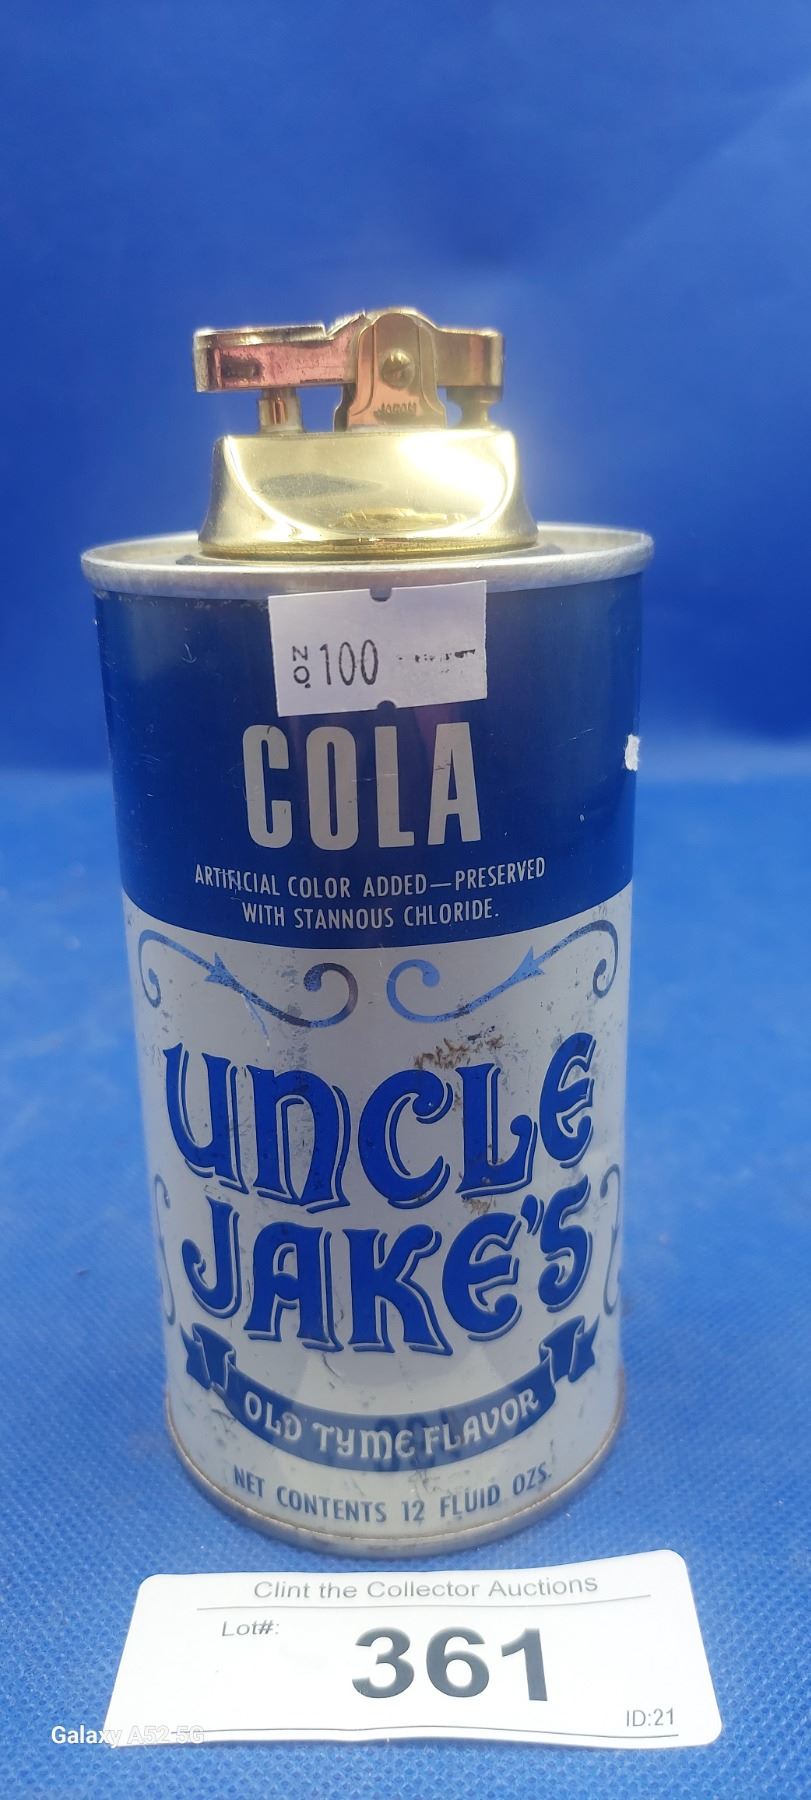 JAPAN
NO. 100
COLA
ARTIFICIAL COLOR ADDED—PRESERVED
WITH STANNOUS CHLORIDE.
UNCLE
JAKE'S
OLD TYME FLAVOR
NET CONTENTS 12 FLUID OZS.
Clint the Collector Auctions
Lot#:
361
ID:21
Galaxy A52 5G